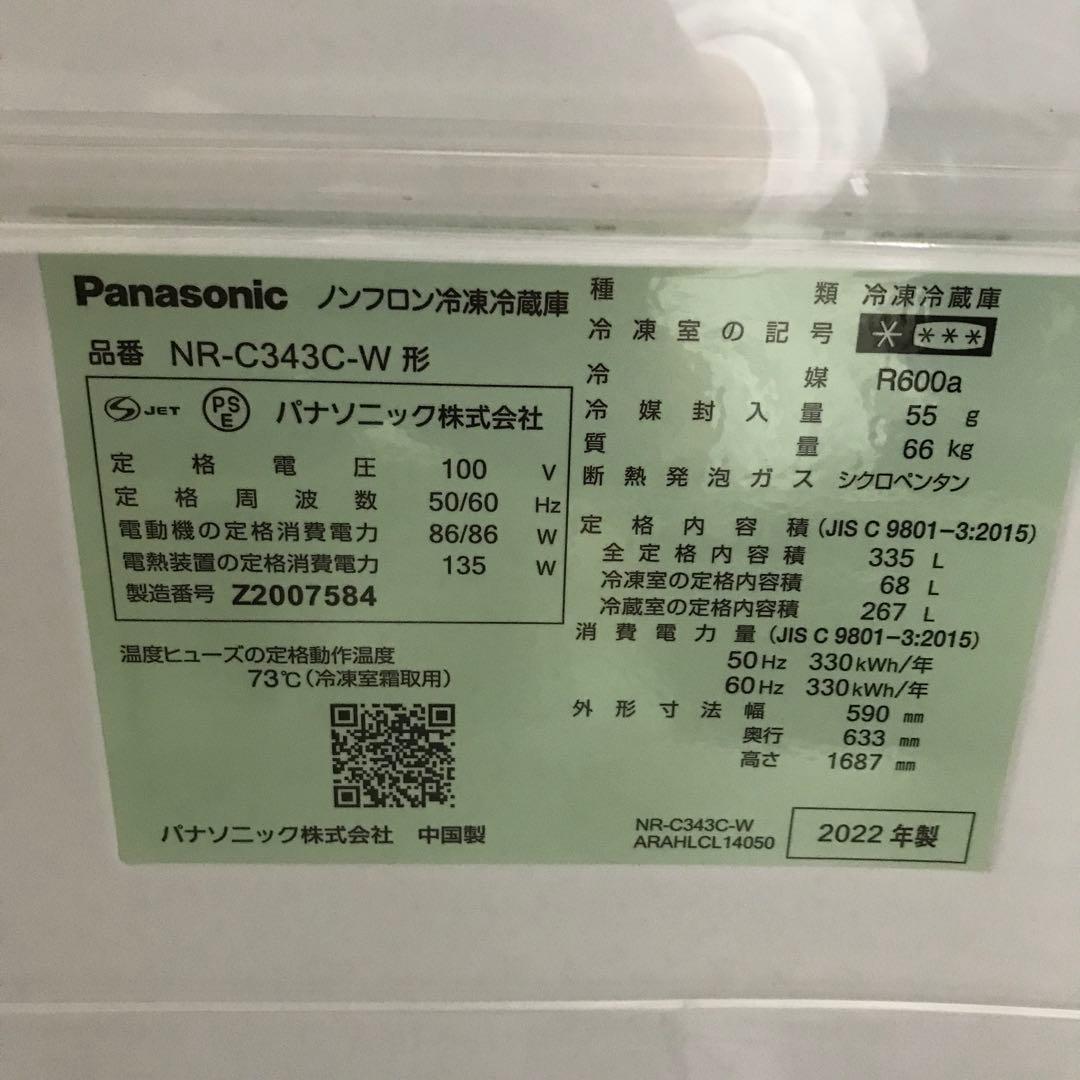 Panasonic ノンフロン冷凍冷蔵庫
品番 NR-C343C-W 形
S JET PSE パナソニック株式会社
定格電圧 100 V
定格周波数 50/60 Hz
電動機の定格消費電力 86/86 W
電熱装置の定格消費電力 135 W
製造番号 Z2007584
温度ヒューズの定格動作温度
73℃(冷凍室霜取用)
パナソニック株式会社 中国製
種類 冷凍冷蔵庫
冷凍室の記号 * ***
冷媒 R600a
冷媒封入量 55 g
質量 66 kg
断熱発泡ガス シクロペンタン
定格内容積 (JIS C 9801-3:2015)
全定格内容積 335 L
冷凍室の定格内容積 68 L
冷蔵室の定格内容積 267 L
消費電力量 (JIS C 9801-3:2015)
50Hz 330kWh/年
60Hz 330kWh/年
外形寸法幅 590 mm
奥行 633 mm
高さ 1687 mm
NR-C343C-W
ARAHLCL14050
2022 年製